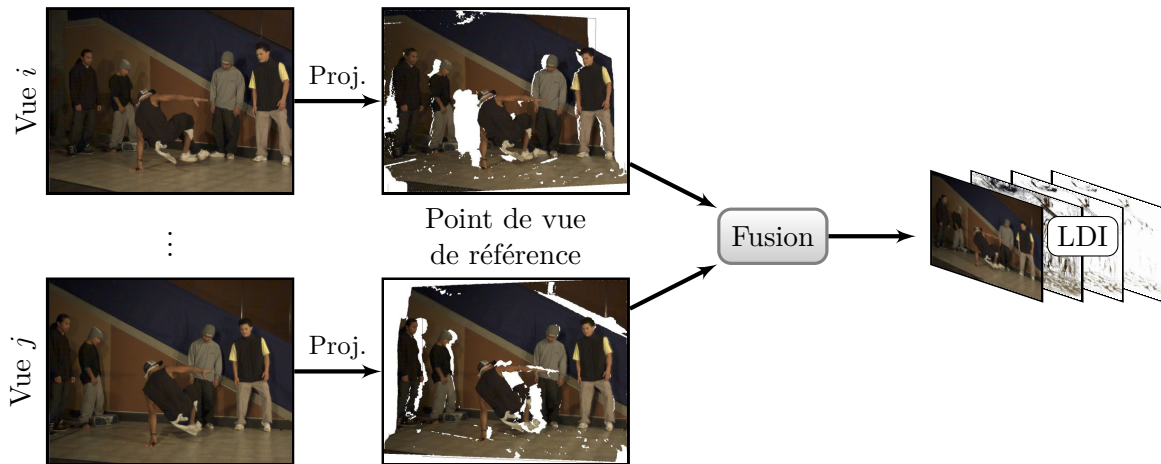 Vue i
Proj.
Point de vue
de référence
⋮
Fusion
LDI
Vue j
Proj.